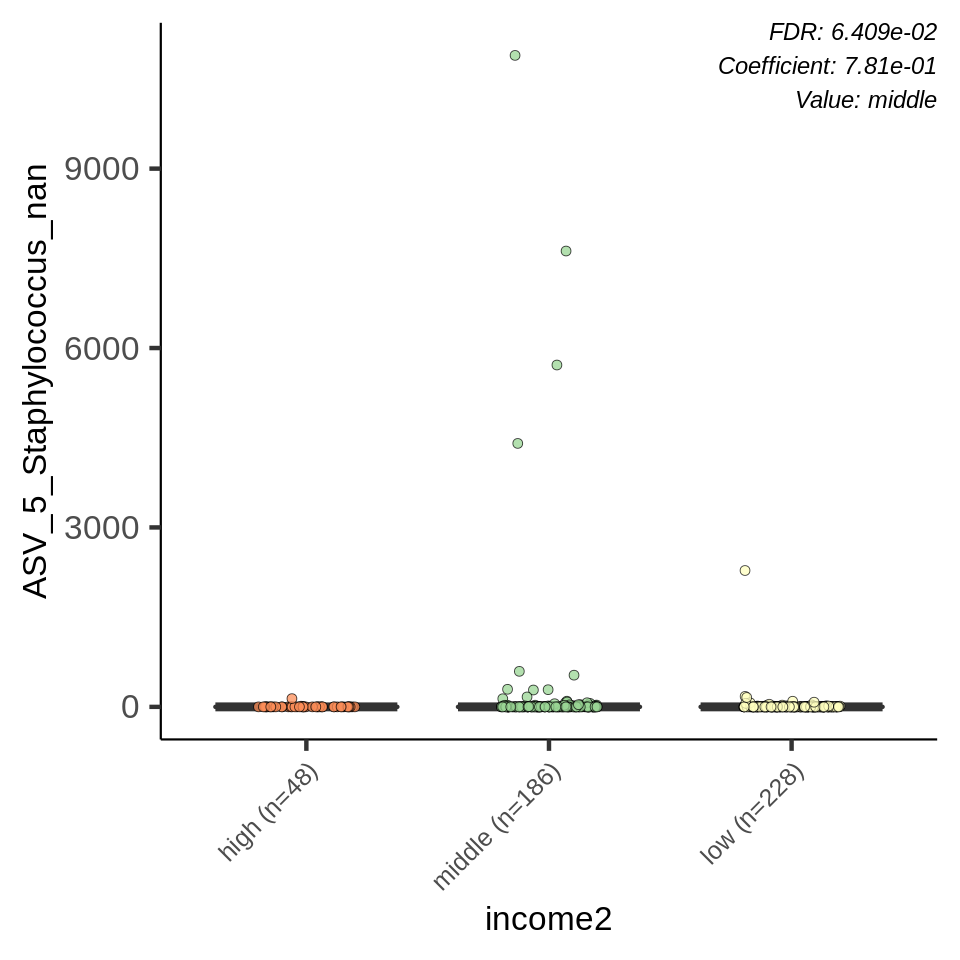 FDR: 6.409e-02
Coefficient: 7.81e-01
Value: middle
ASV_5_Staphylococcus_nan
9000
6000
3000
0
high (n=48)
middle (n=186)
low (n=228)
income2